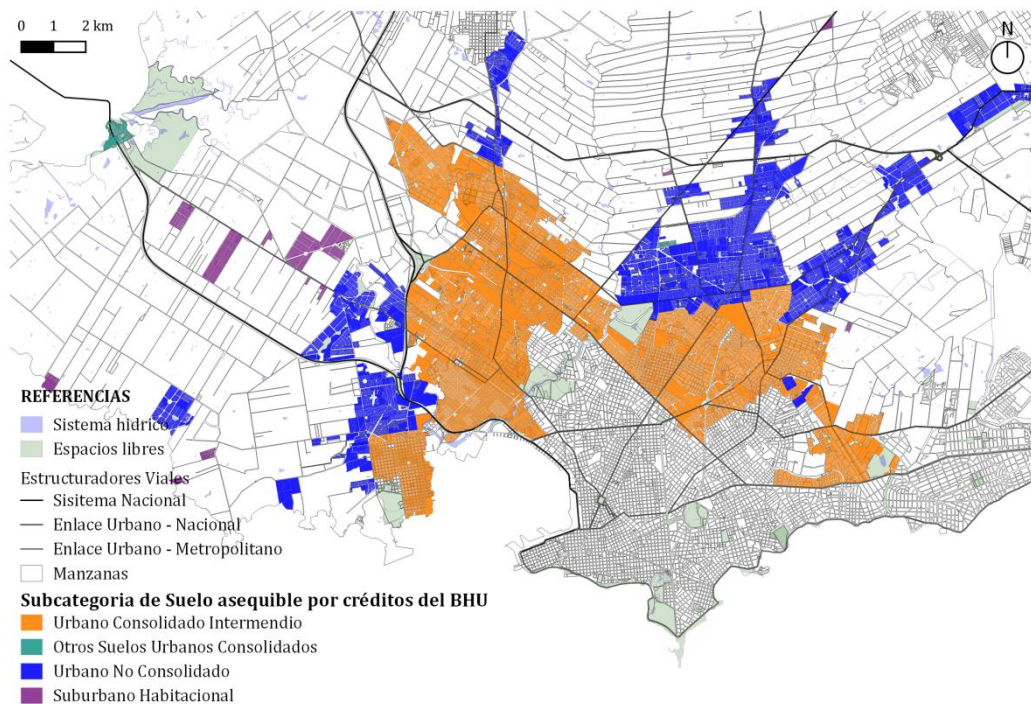 0 1 2 km
N
REFERENCIAS
Sistema hídrico
Espacios libres
Estructuradores Viales
Sisitema Nacional
Enlace Urbano - Nacional
Enlace Urbano - Metropolitano
Manzanas
Subcategoria de Suelo asequible por créditos del BHU
Urbano Consolidado Intermendio
Otros Suelos Urbanos Consolidados
Urbano No Consolidado
Suburbano Habitacional